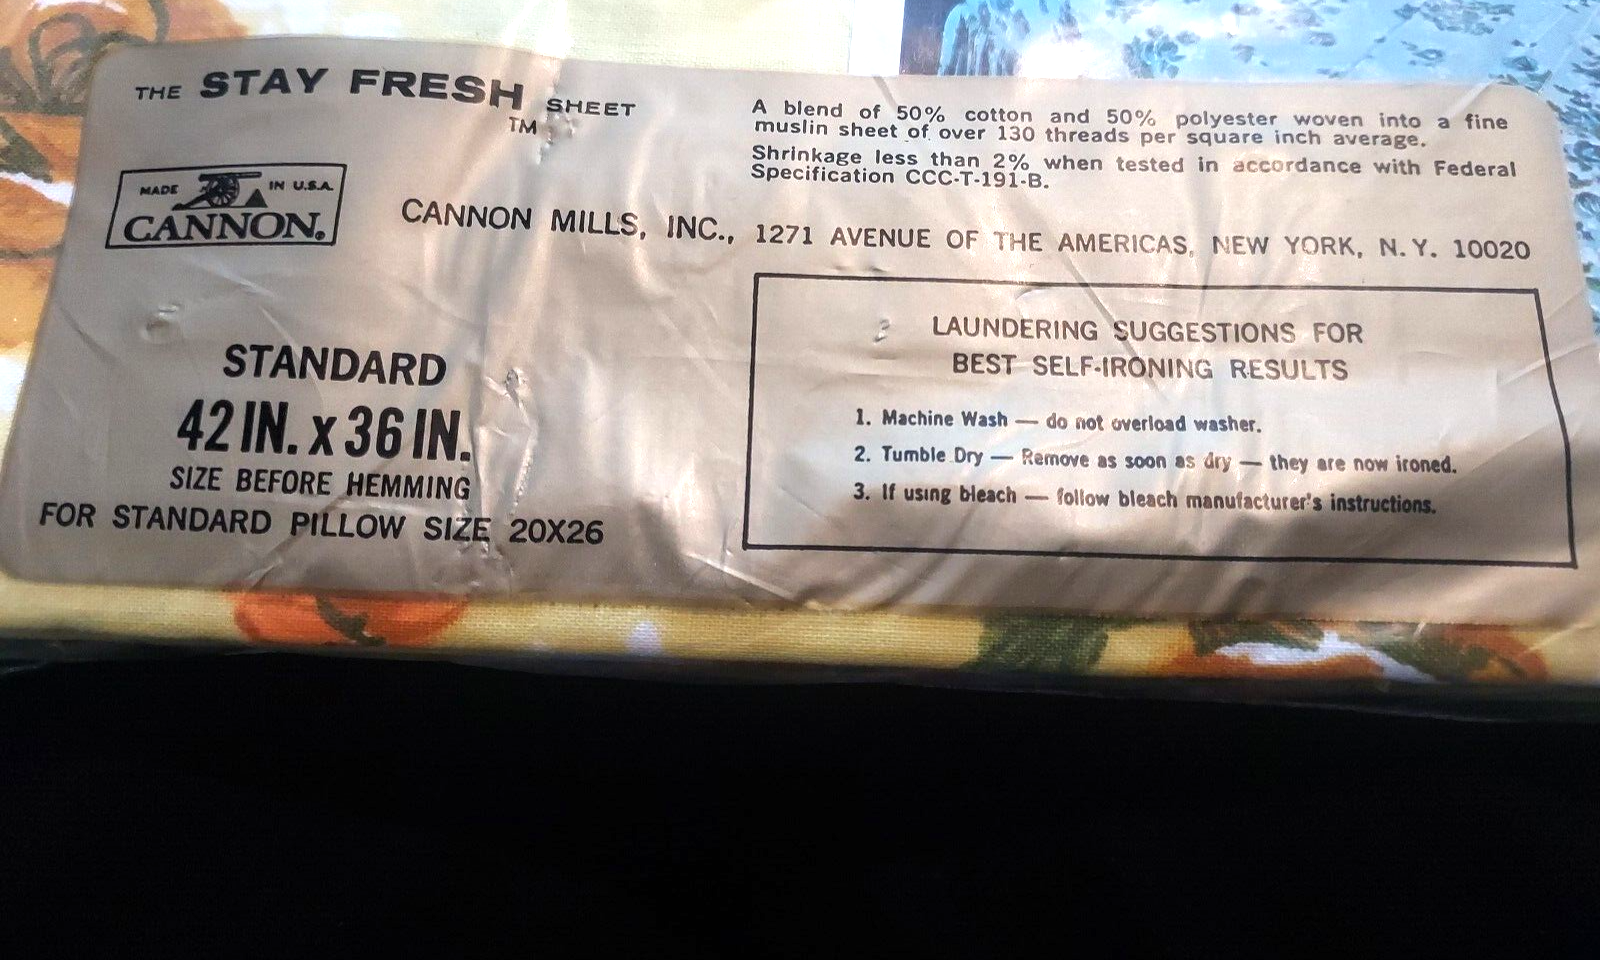 THE STAY FRESH SHEET
TM
A blend of 50% cotton and 50% polyester woven into a fine
muslin sheet of over 130 threads per square inch average.
Shrinkage less than 2% when tested in accordance with Federal
Specification CCC-T-191-B.
MADE IN U.S.A.
CANNON®
CANNON MILLS, INC., 1271 AVENUE OF THE AMERICAS, NEW YORK, N.Y. 10020
STANDARD
42 IN. x 36 IN.
SIZE BEFORE HEMMING
FOR STANDARD PILLOW SIZE 20X26
LAUNDERING SUGGESTIONS FOR
BEST SELF-IRONING RESULTS
1. Machine Wash — do not overload washer.
2. Tumble Dry — Remove as soon as dry — they are now ironed.
3. If using bleach — follow bleach manufacturer's instructions.